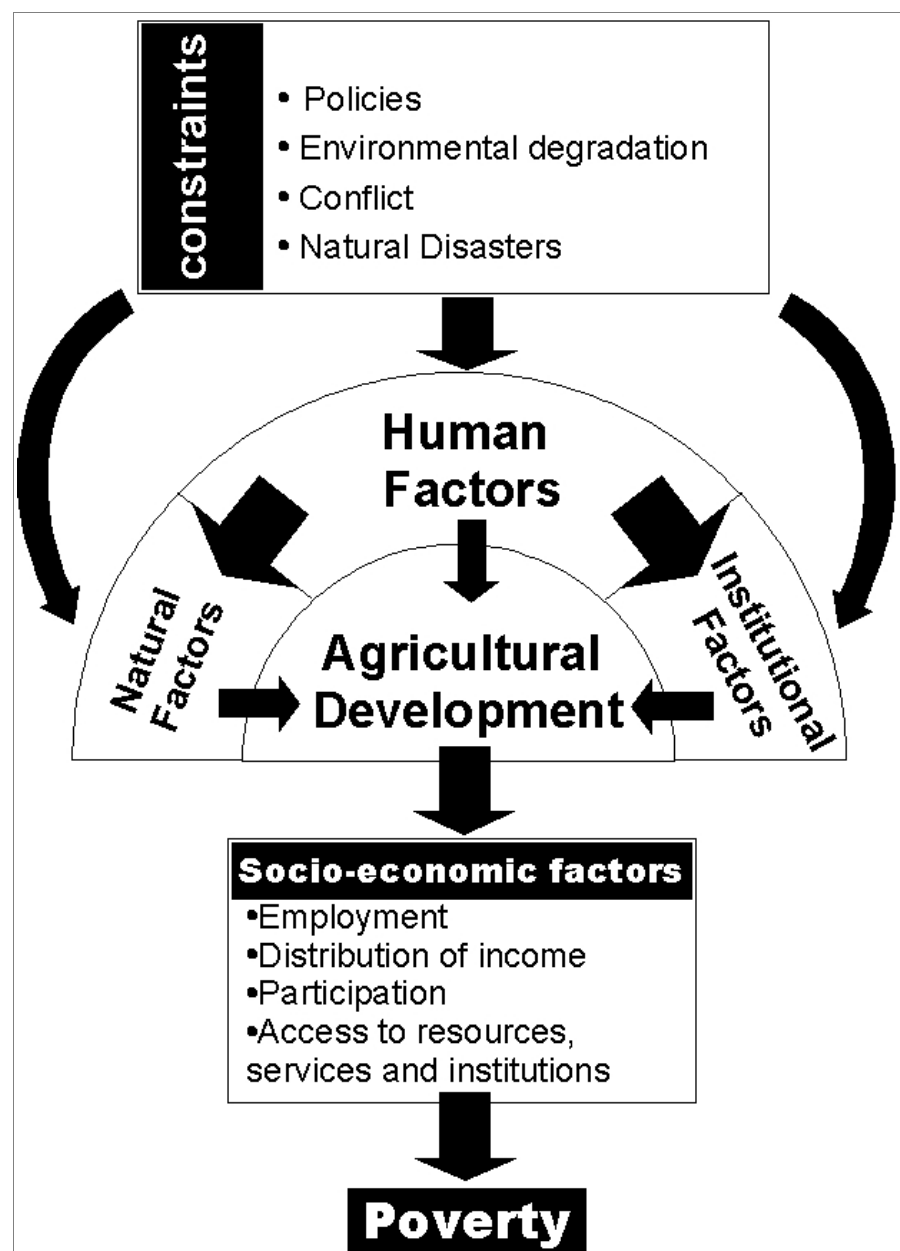 constraints
• Policies
• Environmental degradation
• Conflict
• Natural Disasters
Human
Factors
Natural
Factors
Institutional
Factors
Agricultural
Development
Socio-economic factors
•Employment
•Distribution of income
•Participation
•Access to resources,
services and institutions
Poverty